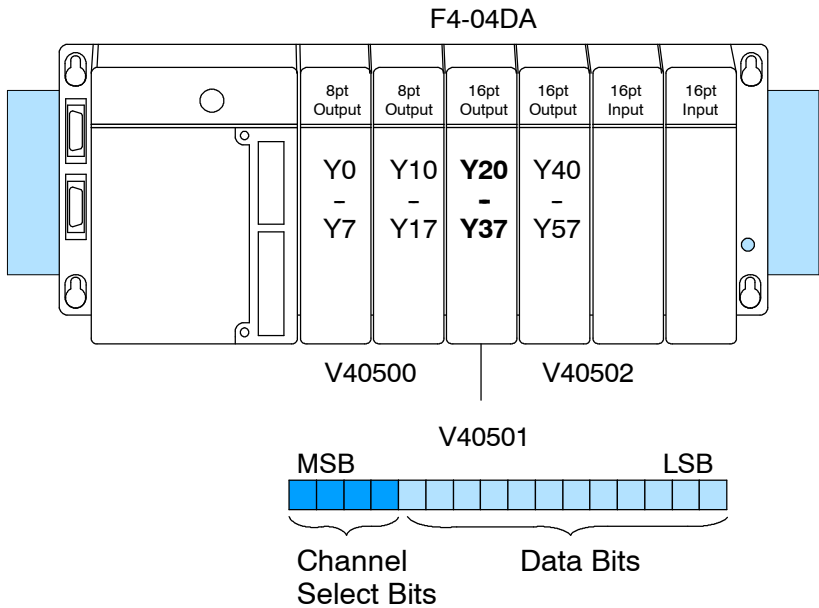 F4-04DA
8pt Output
8pt Output
16pt Output
16pt Output
16pt Input
16pt Input
Y0 - Y7
Y10 - Y17
Y20 - Y37
Y40 - Y57
V40500
V40502
V40501
MSB
LSB
Channel Select Bits
Data Bits